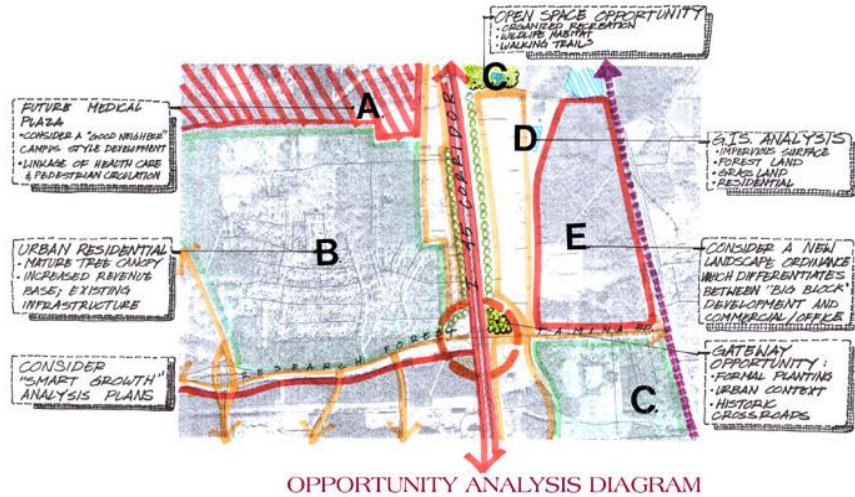 OPEN SPACE OPPORTUNITY
• ORGANIZED RECREATION
• WILDLIFE HABITAT
• WALKING TRAILS
FUTURE MEDICAL
PLAZA
• CONSIDER A "GOOD NEIGHBER"
CAMPUS STYLE DEVELOPMENT
• LINKAGE OF HEALTH CARE
& PEDESTRIAN CIRCULATION
A.
C
D
G.I.S. ANALYSIS
• IMPERVIOUS SURFACE
• FOREST LAND
• GRASS LAND
• RESIDENTIAL
I-45 CORRIDOR
URBAN RESIDENTIAL
• MATURE TREE CANOPY
• INCREASED REVENUE
BASE; EXISTING
INFRASTRUCTURE
B
E
CONSIDER A NEW
LANDSCAPE ORDINANCE
WHICH DIFFERENTIATES
BETWEEN "BIG BLOCK"
DEVELOPMENT AND
COMMERCIAL/OFFICE
RESEARCH FOREST
TAMINA RD.
CONSIDER
"SMART GROWTH"
ANALYSIS PLANS
C.
GATEWAY
OPPORTUNITY:
• FORMAL PLANTING
• URBAN CONTEXT
• HISTORIC
CROSSROADS
OPPORTUNITY ANALYSIS DIAGRAM